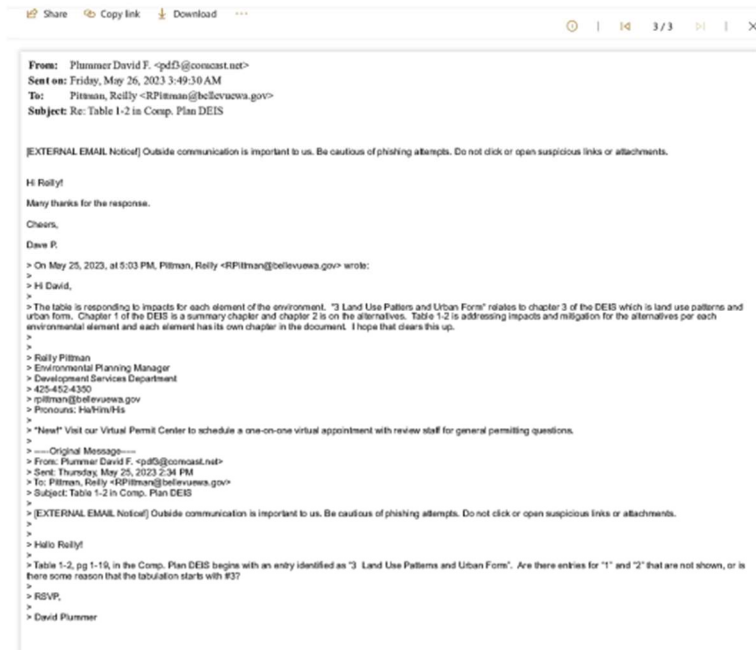 Share Copy link Download ...
3/3
From: Plummer David F. <pdf3@comcast.net>
Sent on: Friday, May 26, 2023 3:49:30 AM
To: Pittman, Reilly <RPittman@bellevuewa.gov>
Subject: Re: Table 1-2 in Comp. Plan DEIS
[EXTERNAL EMAIL Notice!] Outside communication is important to us. Be cautious of phishing attempts. Do not click or open suspicious links or attachments.
Hi Reilly!
Many thanks for the response.
Cheers,
Dave P.
> On May 25, 2023, at 5:03 PM, Pittman, Reilly <RPittman@bellevuewa.gov> wrote:
>
> Hi David,
>
> The table is responding to impacts for each element of the environment. "3 Land Use Patters and Urban Form" relates to chapter 3 of the DEIS which is land use patterns and
urban form. Chapter 1 of the DEIS is a summary chapter and chapter 2 is on the alternatives. Table 1-2 is addressing impacts and mitigation for the alternatives per each
environmental element and each element has its own chapter in the document. I hope that clears this up.
>
>
> Reilly Pittman
> Environmental Planning Manager
> Development Services Department
> 425-452-4350
> rpittman@bellevuewa.gov
> Pronouns: He/Him/His
>
> *New!* Visit our Virtual Permit Center to schedule a one-on-one virtual appointment with review staff for general permitting questions.
>
> -----Original Message-----
> From: Plummer David F. <pdf3@comcast.net>
> Sent: Thursday, May 25, 2023 2:34 PM
> To: Pittman, Reilly <RPittman@bellevuewa.gov>
> Subject: Table 1-2 in Comp. Plan DEIS
>
> [EXTERNAL EMAIL Notice!] Outside communication is important to us. Be cautious of phishing attempts. Do not click or open suspicious links or attachments.
>
>
> Hello Reilly!
>
> Table 1-2, pg 1-19, in the Comp. Plan DEIS begins with an entry identified as "3 Land Use Patterns and Urban Form". Are there entries for "1" and "2" that are not shown, or is
there some reason that the tabulation starts with #3?
>
> RSVP,
>
> David Plummer